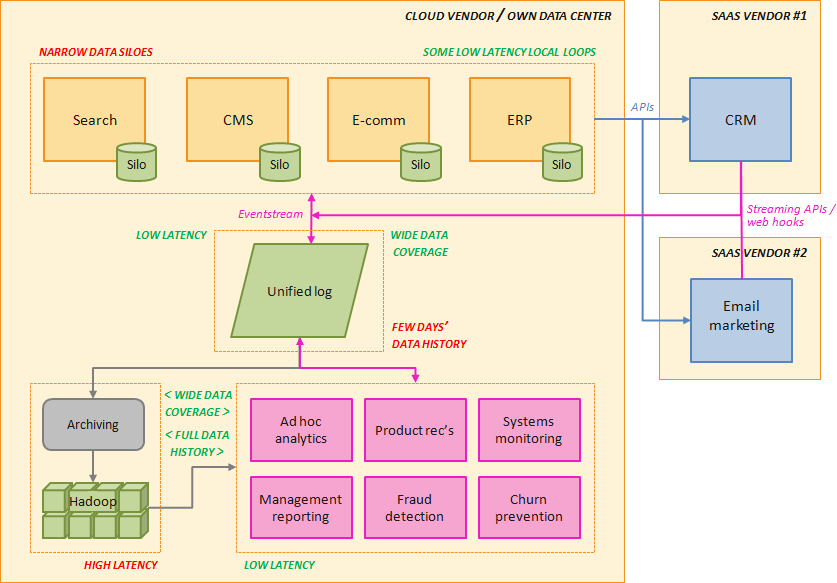 CLOUD VENDOR / OWN DATA CENTER
SAAS VENDOR #1
NARROW DATA SILOES
SOME LOW LATENCY LOCAL LOOPS
Search
CMS
E-comm
ERP
Silo
Silo
Silo
Silo
APIs
CRM
Eventstream
Streaming APIs /
web hooks
LOW LATENCY
WIDE DATA
COVERAGE
SAAS VENDOR #2
Unified log
Email
marketing
FEW DAYS'
DATA HISTORY
< WIDE DATA
COVERAGE >
< FULL DATA
HISTORY >
Archiving
Hadoop
Ad hoc
analytics
Product rec's
Systems
monitoring
Management
reporting
Fraud
detection
Churn
prevention
HIGH LATENCY
LOW LATENCY